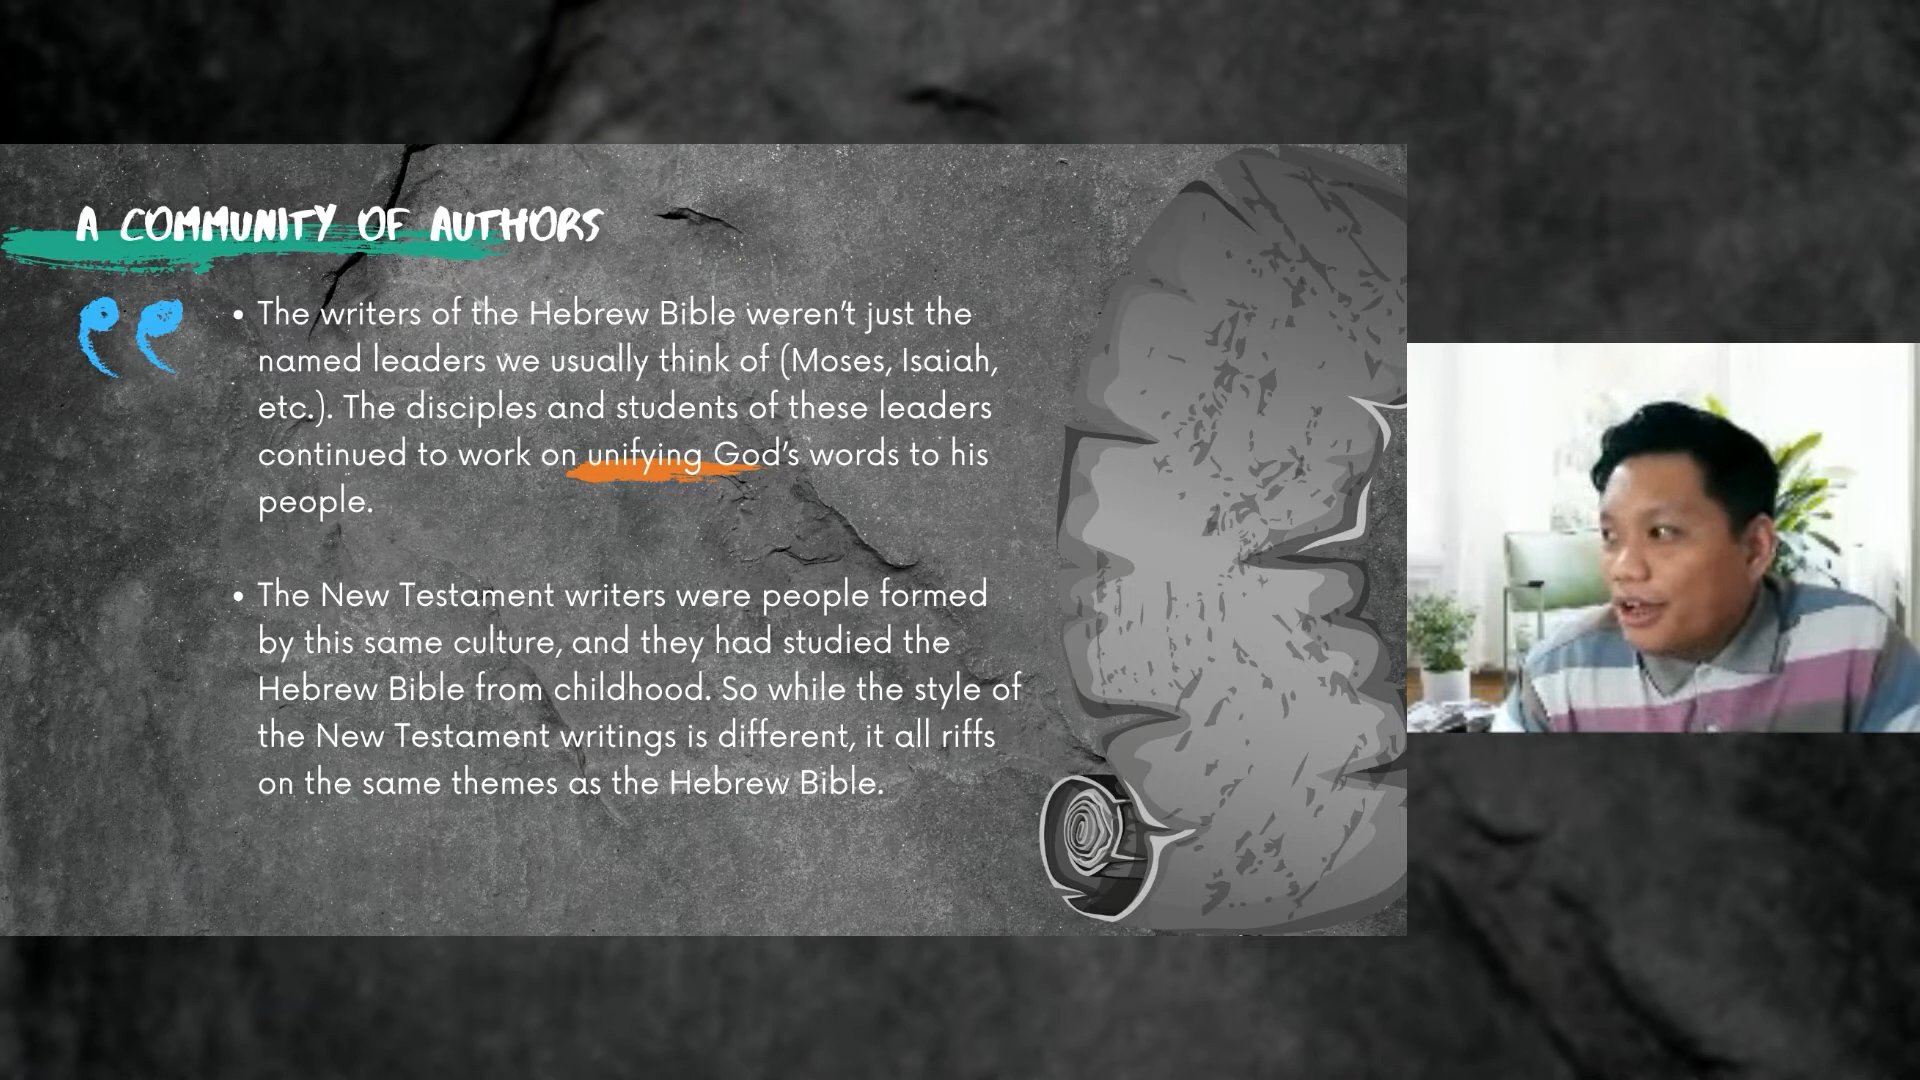 A COMMUNITY OF AUTHORS
• The writers of the Hebrew Bible weren't just the
named leaders we usually think of (Moses, Isaiah,
etc.). The disciples and students of these leaders
continued to work on unifying God's words to his
people.
• The New Testament writers were people formed
by this same culture, and they had studied the
Hebrew Bible from childhood. So while the style of
the New Testament writings is different, it all riffs
on the same themes as the Hebrew Bible.